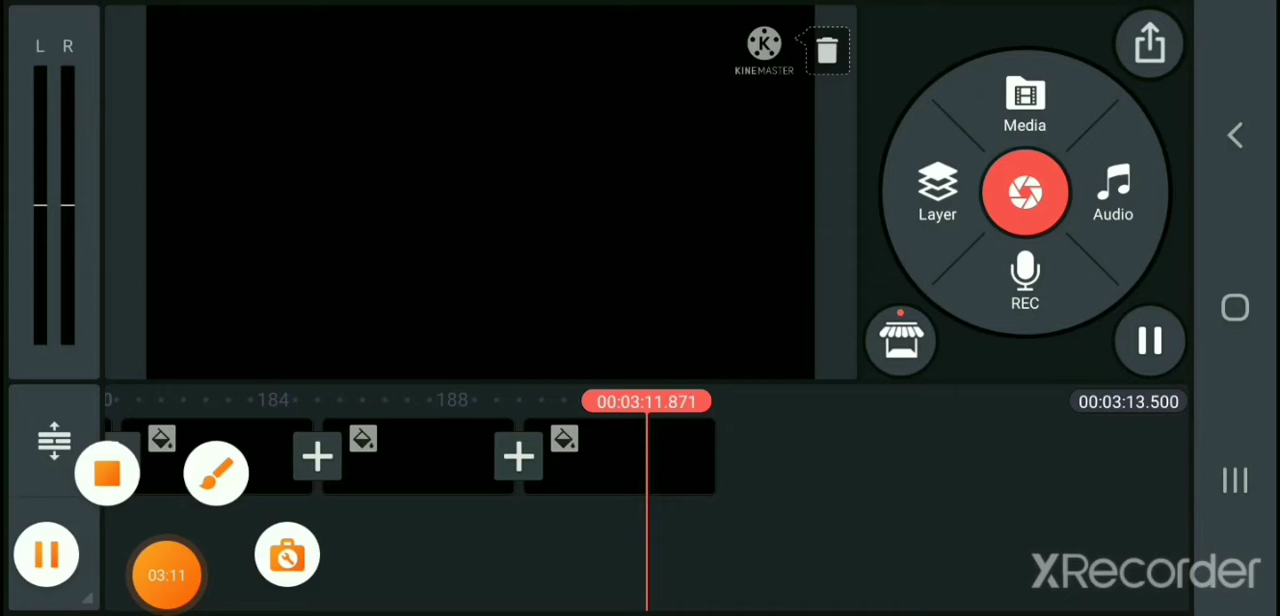 L R
KINEMASTER
Media
Layer
Audio
REC
184
188
00:03:11.871
00:03:13.500
03:11
XRecorder